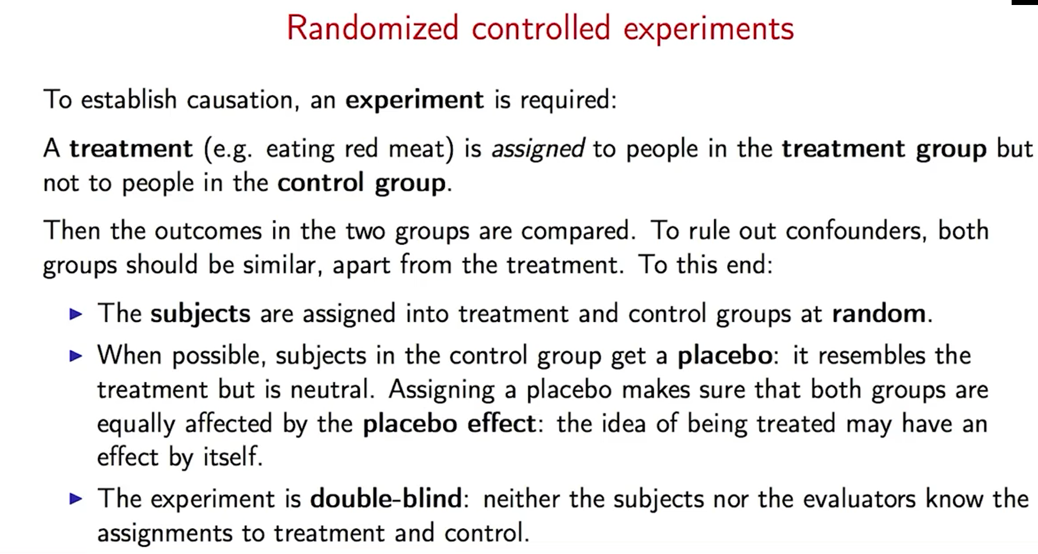 Randomized controlled experiments
To establish causation, an experiment is required:
A treatment (e.g. eating red meat) is assigned to people in the treatment group but
not to people in the control group.
Then the outcomes in the two groups are compared. To rule out confounders, both
groups should be similar, apart from the treatment. To this end:
▶ The subjects are assigned into treatment and control groups at random.
▶ When possible, subjects in the control group get a placebo: it resembles the
treatment but is neutral. Assigning a placebo makes sure that both groups are
equally affected by the placebo effect: the idea of being treated may have an
effect by itself.
▶ The experiment is double-blind: neither the subjects nor the evaluators know the
assignments to treatment and control.